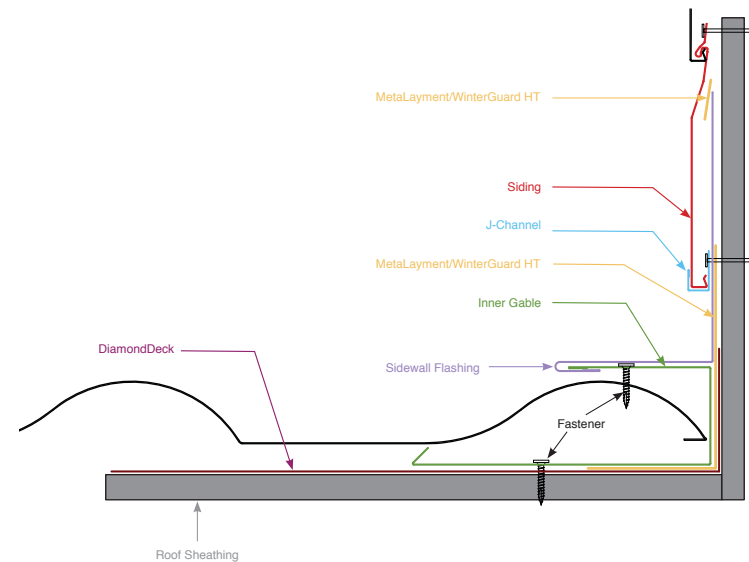 MetaLayment/WinterGuard HT
Siding
J-Channel
MetaLayment/WinterGuard HT
Inner Gable
DiamondDeck
Sidewall Flashing
Fastener
Roof Sheathing